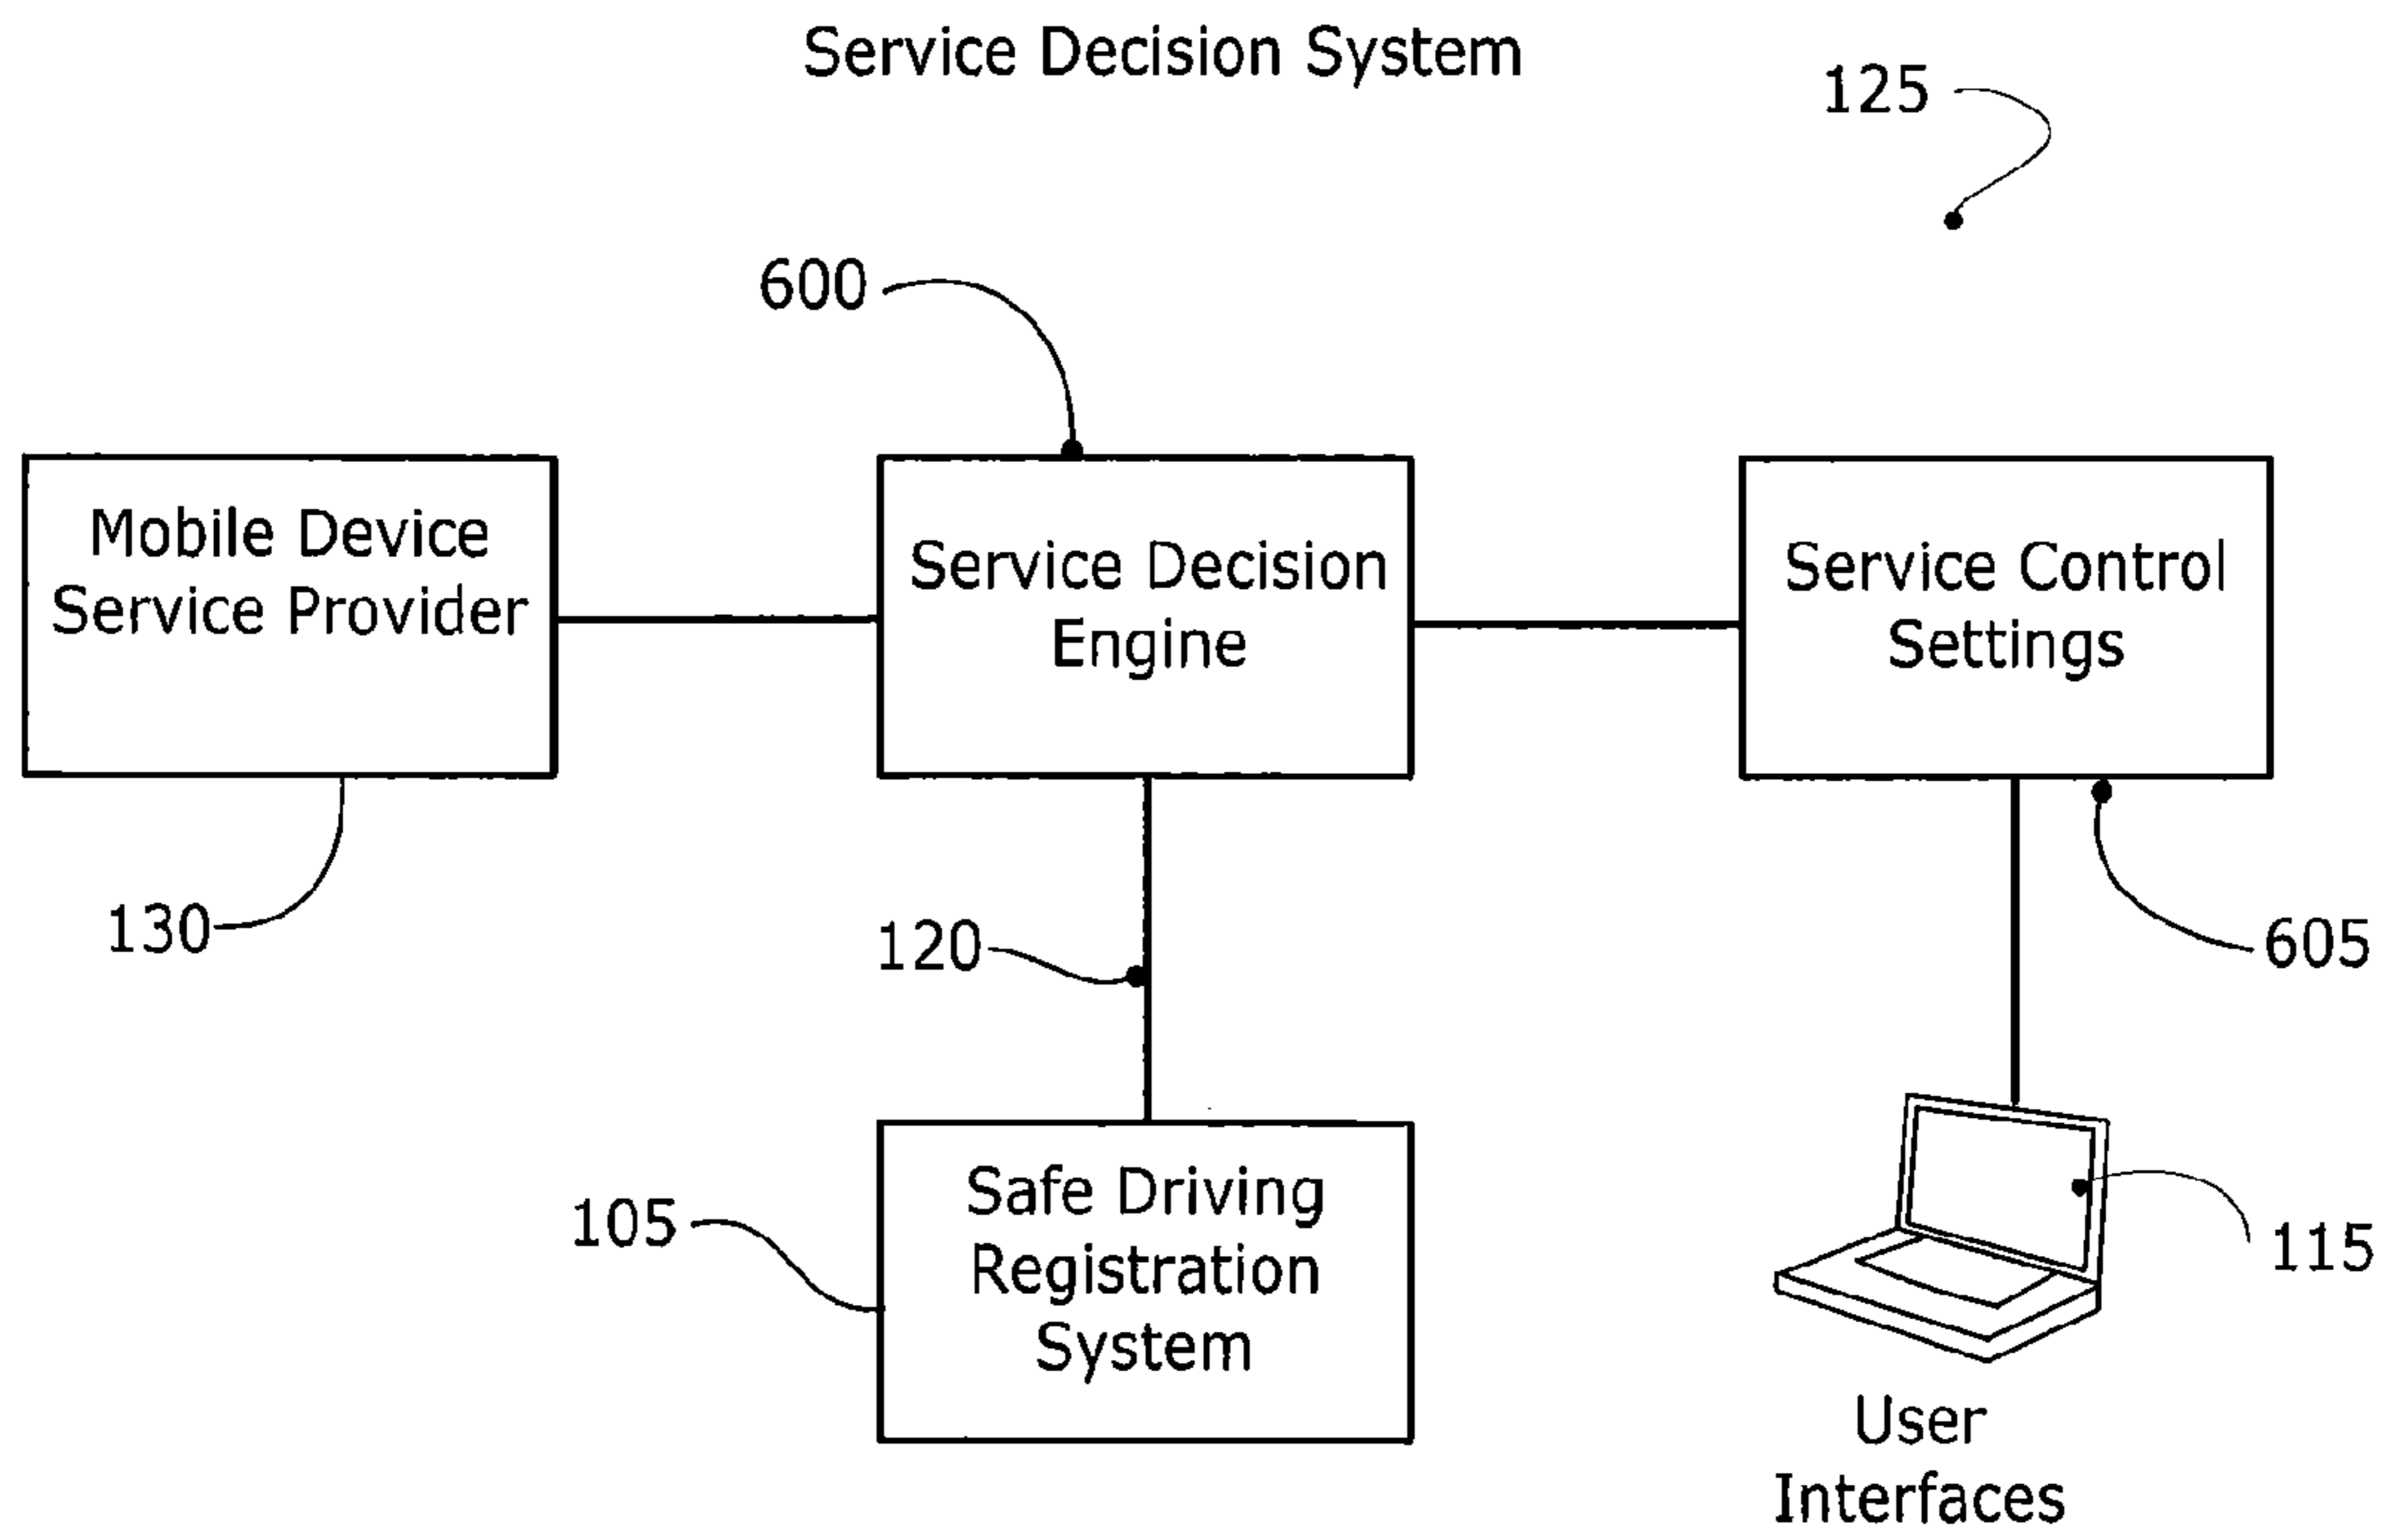 Service Decision System
125
600
Mobile Device
Service Provider
Service Decision
Engine
Service Control
Settings
130
120
605
105
Safe Driving
Registration
System
115
User
Interfaces